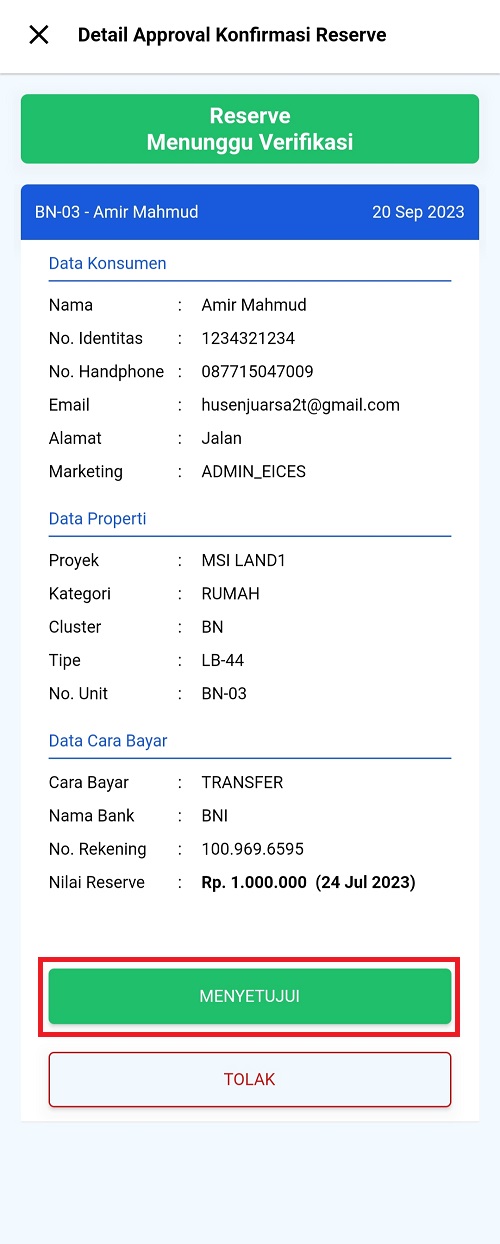 Detail Approval Konfirmasi Reserve
Reserve
Menunggu Verifikasi
BN-03 - Amir Mahmud 20 Sep 2023
Data Konsumen
Nama : Amir Mahmud
No. Identitas : 1234321234
No. Handphone : 087715047009
Email : husenjuarsa2t@gmail.com
Alamat : Jalan
Marketing : ADMIN_EICES
Data Properti
Proyek : MSI LAND1
Kategori : RUMAH
Cluster : BN
Tipe : LB-44
No. Unit : BN-03
Data Cara Bayar
Cara Bayar : TRANSFER
Nama Bank : BNI
No. Rekening : 100.969.6595
Nilai Reserve : Rp. 1.000.000 (24 Jul 2023)
MENYETUJUI
TOLAK